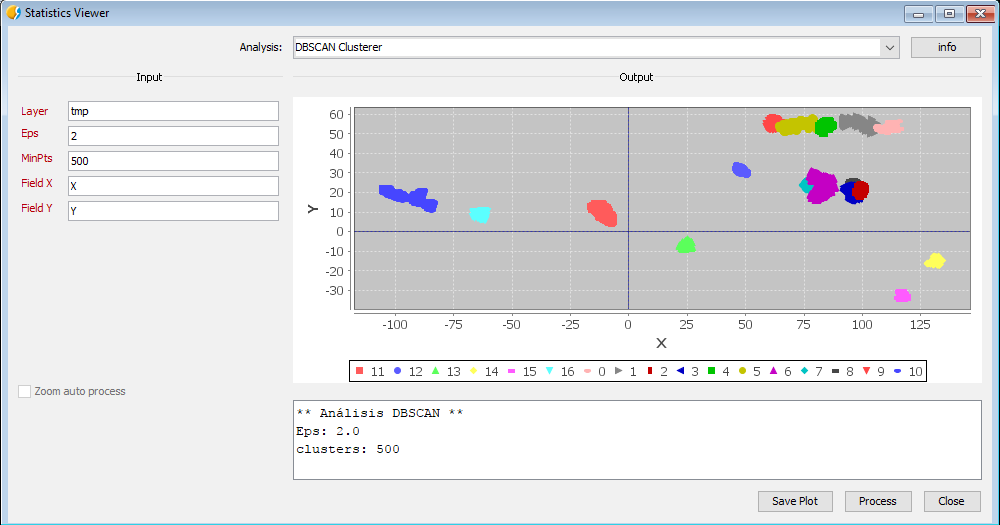 Statistics Viewer
Analysis: DBSCAN Clusterer info
Input Output
Layer tmp
Eps 2
MinPts 500
Field X X
Field Y Y
Zoom auto process
60
50
40
30
20
10
0
-10
-20
-30
Y
-100 -75 -50 -25 0 25 50 75 100 125
X
11 12 13 14 15 16 0 1 2 3 4 5 6 7 8 9 10
** Análisis DBSCAN **
Eps: 2.0
clusters: 500
Save Plot Process Close